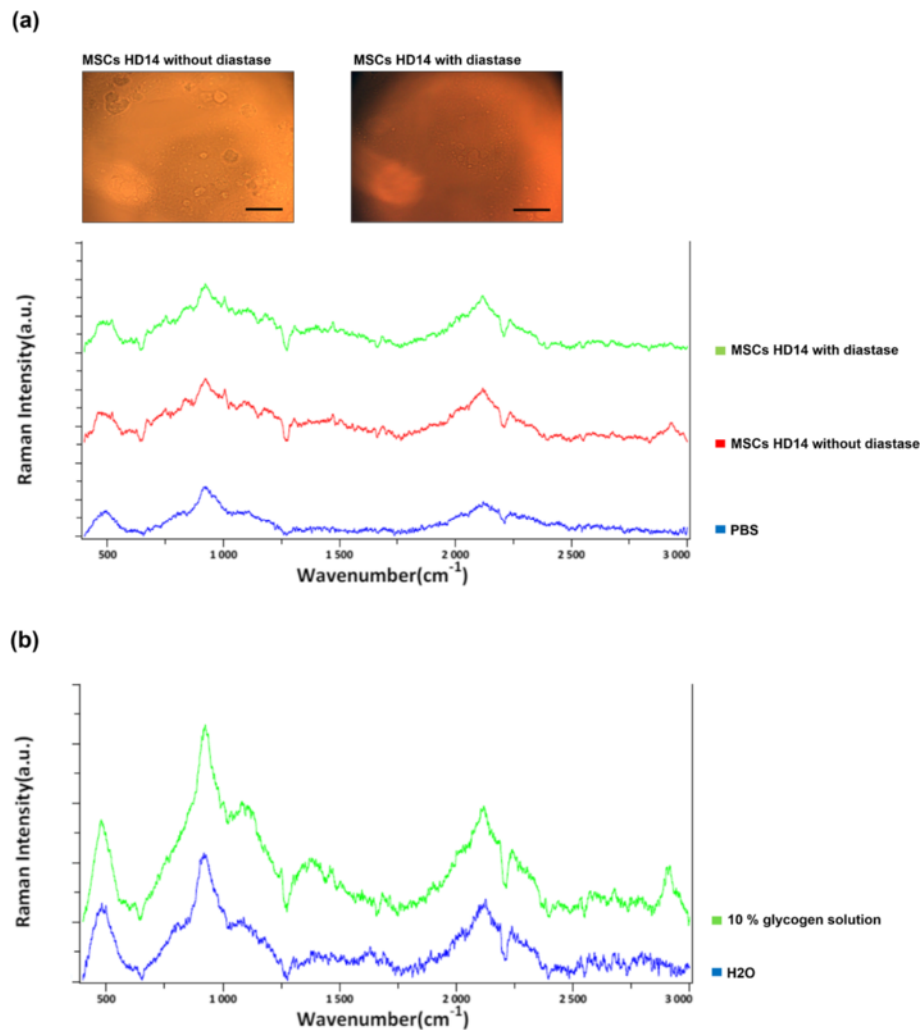 (a)
MSCs HD14 without diastase
MSCs HD14 with diastase
Raman Intensity(a.u.)
MSCs HD14 with diastase
MSCs HD14 without diastase
PBS
500
1 000
1 500
2 000
2 500
3 000
Wavenumber(cm-1)
(b)
Raman Intensity(a.u.)
10 % glycogen solution
H2O
500
1 000
1 500
2 000
2 500
3 000
Wavenumber(cm-1)